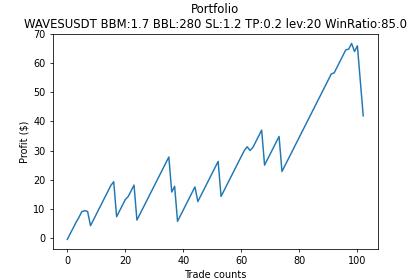 Portfolio
WAVESUSDT BBM:1.7 BBL:280 SL:1.2 TP:0.2 lev:20 WinRatio:85.0
70
60
50
40
30
20
10
0
Profit ($)
0 20 40 60 80 100
Trade counts